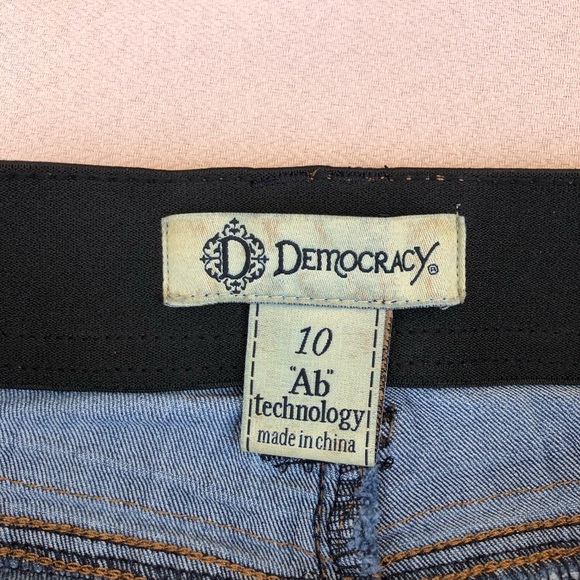 D DEMOCRACY®
10
"Ab"
technology
made in china